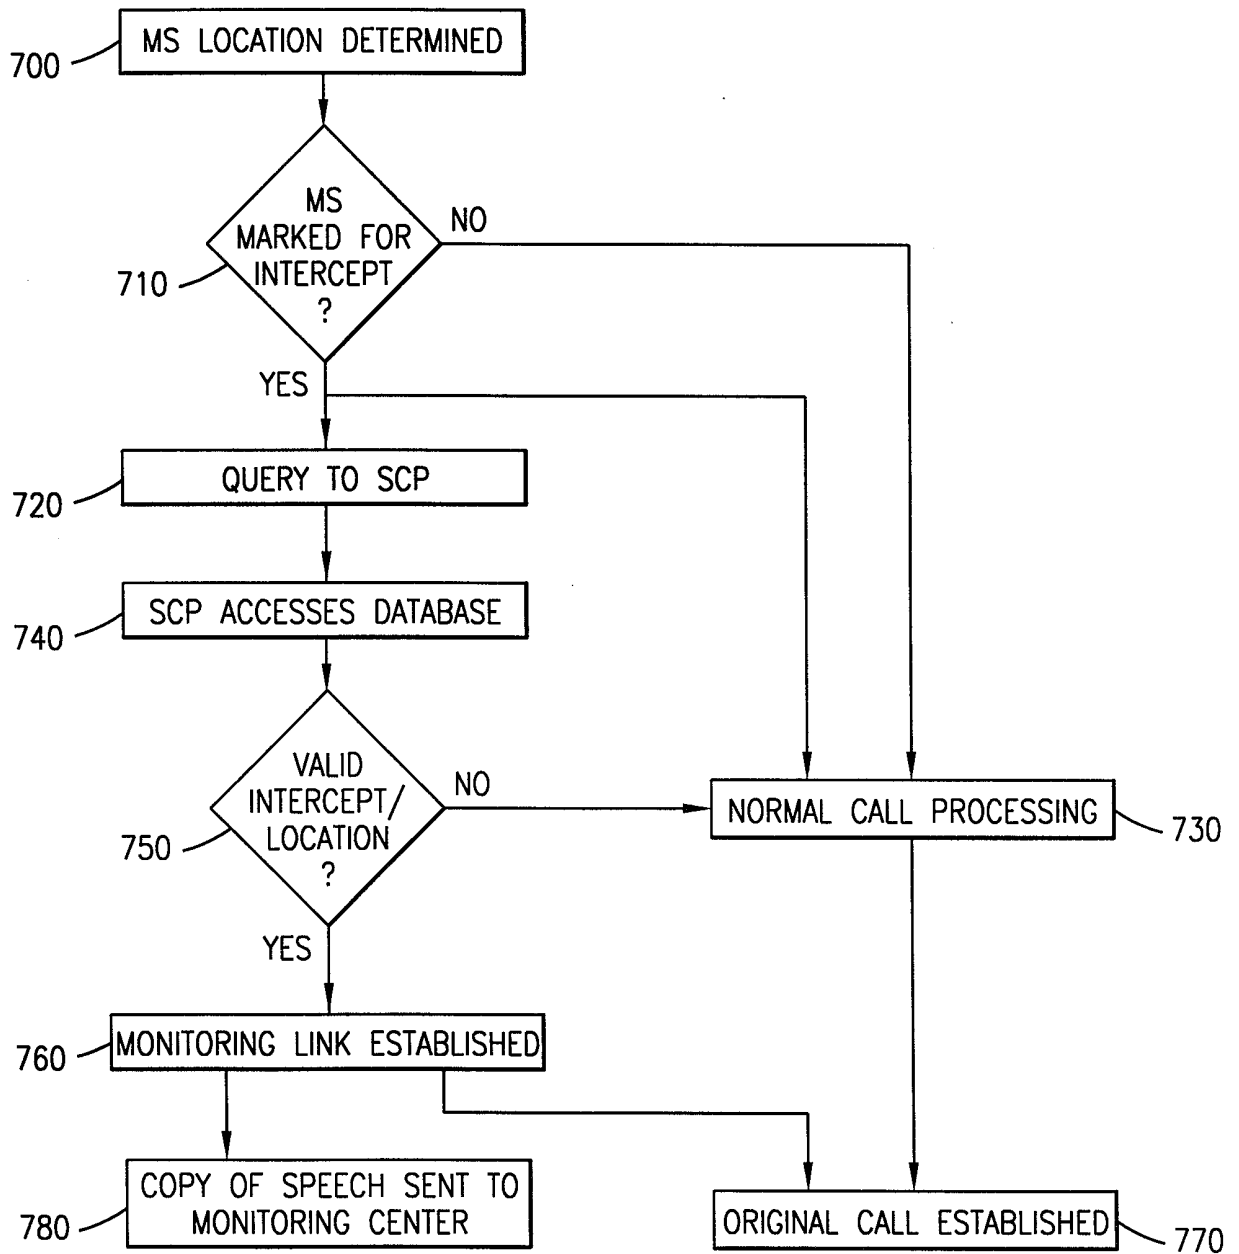 MS LOCATION DETERMINED
700
MS
MARKED FOR
INTERCEPT
?
NO
710
YES
QUERY TO SCP
720
SCP ACCESSES DATABASE
740
VALID
INTERCEPT/
LOCATION
?
NO
750
NORMAL CALL PROCESSING
730
YES
MONITORING LINK ESTABLISHED
760
COPY OF SPEECH SENT TO
MONITORING CENTER
780
ORIGINAL CALL ESTABLISHED
770